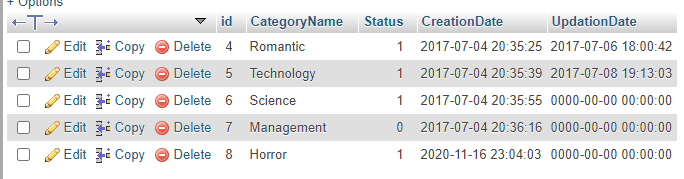 + Options
id CategoryName Status CreationDate UpdationDate
Edit Copy Delete 4 Romantic 1 2017-07-04 20:35:25 2017-07-06 18:00:42
Edit Copy Delete 5 Technology 1 2017-07-04 20:35:39 2017-07-08 19:13:03
Edit Copy Delete 6 Science 1 2017-07-04 20:35:55 0000-00-00 00:00:00
Edit Copy Delete 7 Management 0 2017-07-04 20:36:16 0000-00-00 00:00:00
Edit Copy Delete 8 Horror 1 2020-11-16 23:04:03 0000-00-00 00:00:00